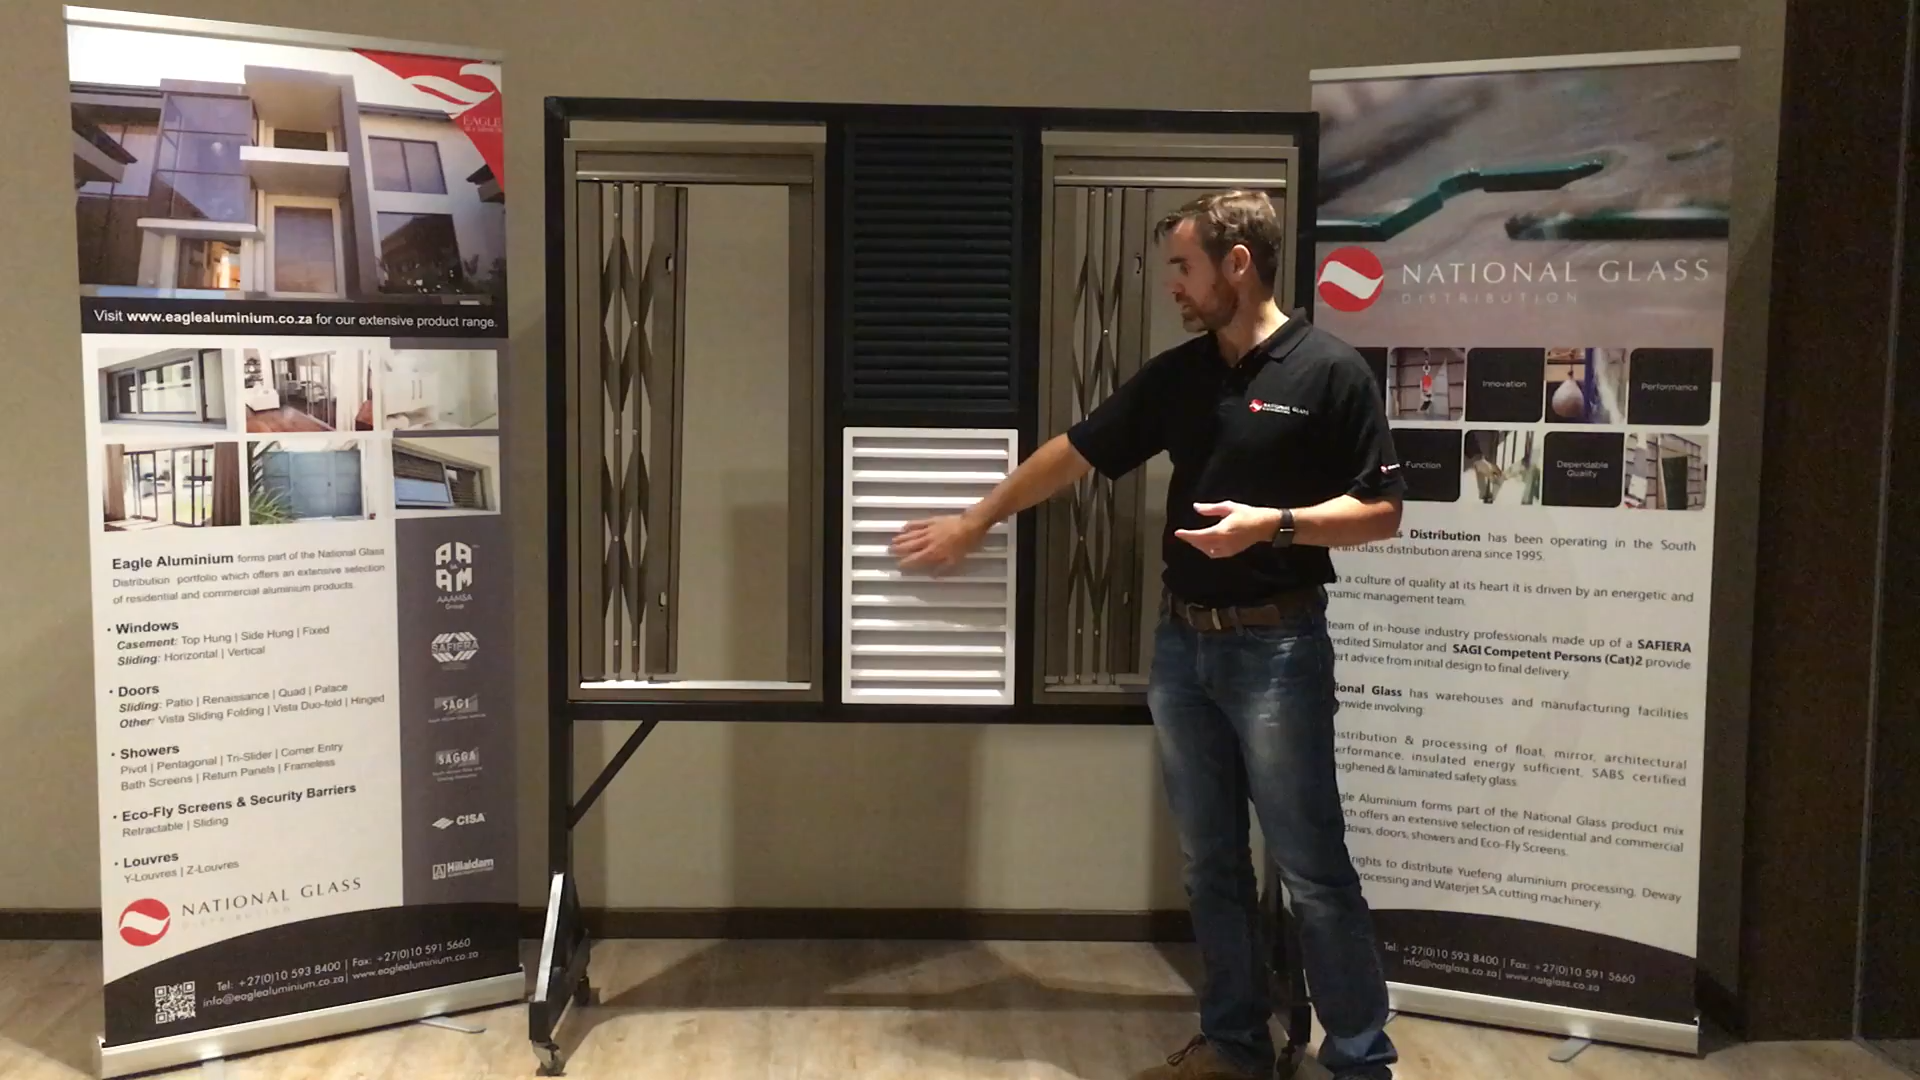 EAGLE
Visit www.eaglealuminium.co.za for our extensive product range.
Eagle Aluminium forms part of the National Glass
Distribution portfolio which offers an extensive selection
of residential and commercial aluminium products.
• Windows
Casement: Top Hung | Side Hung | Fixed
Sliding: Horizontal | Vertical
• Doors
Sliding: Patio | Renaissance | Quad | Palace
Other: Vista Sliding Folding | Vista Duo-fold | Hinged
• Showers
Pivot | Pentagonal | Tri-Slider | Corner Entry
Bath Screens | Return Panels | Frameless
• Eco-Fly Screens & Security Barriers
Retractable | Sliding
• Louvres
Y-Louvres | Z-Louvres
AAAMSA
Group
SAFIERA
SAGI
SAGGA
CISA
Hillaldam
NATIONAL GLASS
DISTRIBUTION
Tel: +27(0)10 593 8400 | Fax: +27(0)10 591 5660
info@eaglealuminium.co.za | www.eaglealuminium.co.za
NATIONAL GLASS
NATIONAL GLASS
DISTRIBUTION
Innovation
Performance
Function
Dependable
Quality
Distribution has been operating in the South
Glass distribution arena since 1995.
a culture of quality at its heart it is driven by an energetic and
management team.
team of in-house industry professionals made up of a SAFIERA
Simulator and SAGI Competent Persons (Cat)2 provide
advice from initial design to final delivery.
Glass has warehouses and manufacturing facilities
involving:
& processing of float, mirror, architectural
performance, insulated energy sufficient, SABS certified
& laminated safety glass
Aluminium forms part of the National Glass product mix
offers an extensive selection of residential and commercial
doors, showers and Eco-Fly Screens.
rights to distribute Yuefeng aluminium processing, Deway
processing and Waterjet SA cutting machinery.
Tel: +27(0)10 593 8400 | Fax: +27(0)10 591 5660
info@natglass.co.za | www.natglass.co.za